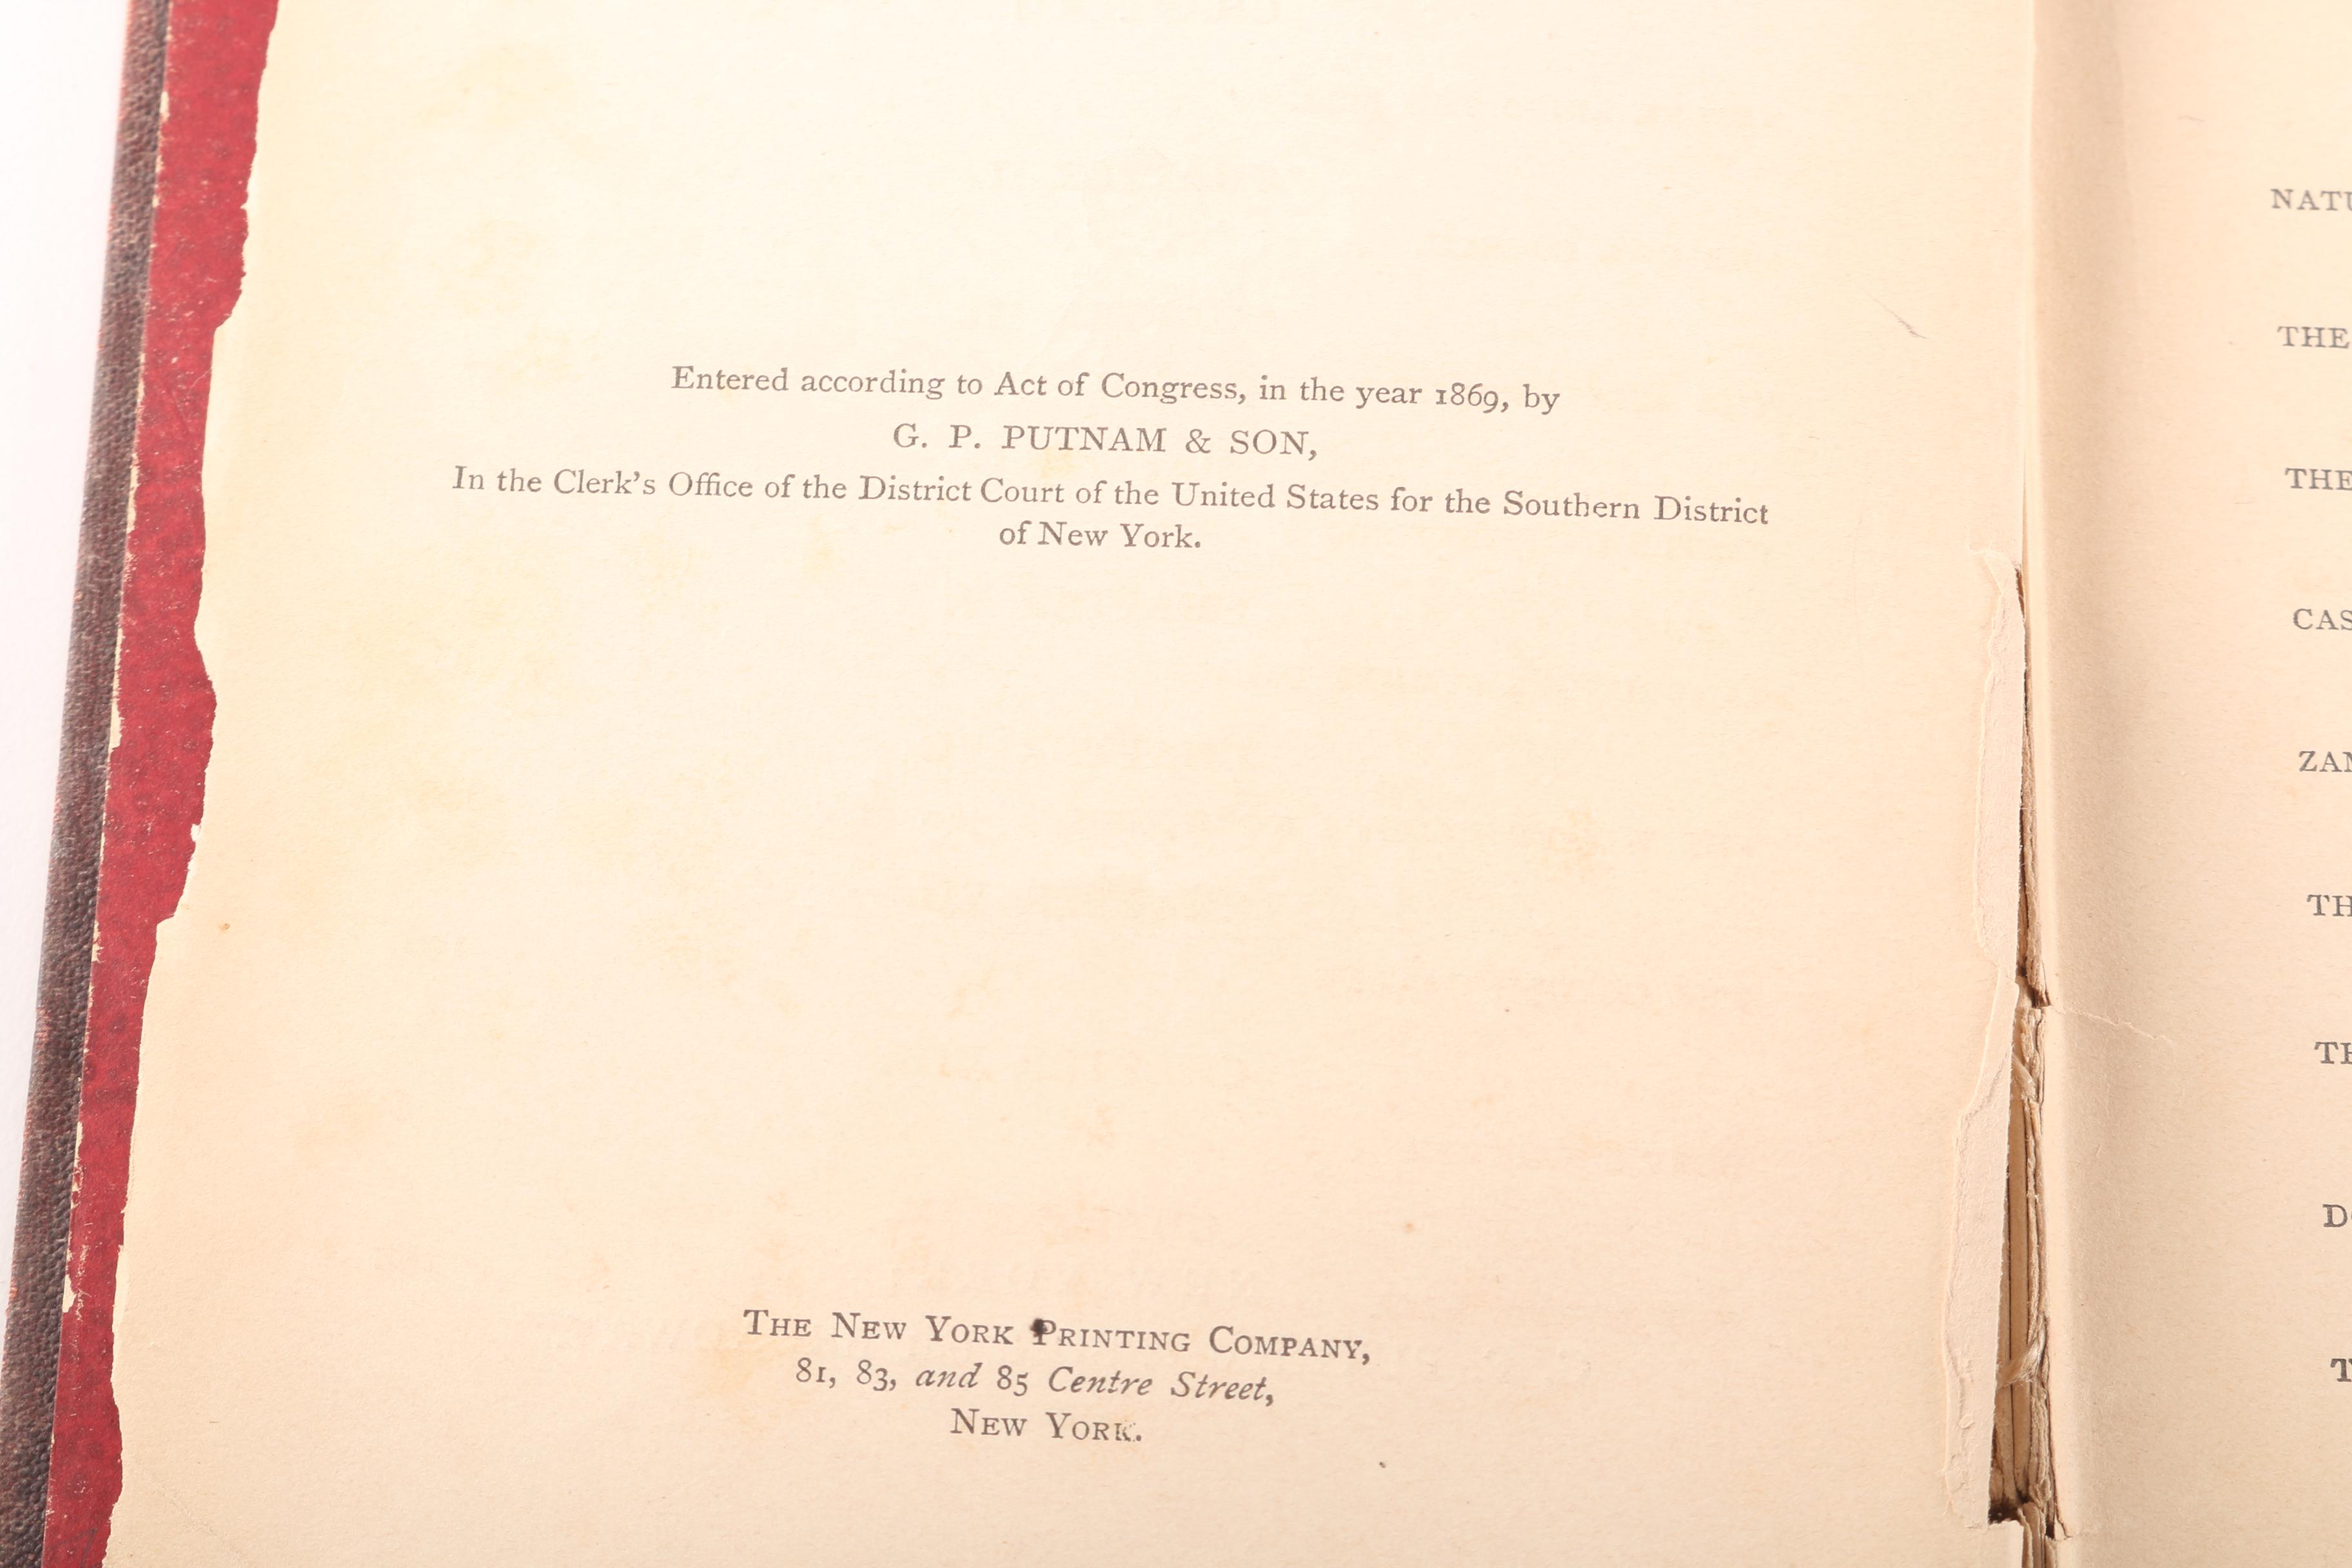 Entered according to Act of Congress, in the year 1869, by
G. P. PUTNAM & SON,
In the Clerk's Office of the District Court of the United States for the Southern District
of New York.
THE NEW YORK PRINTING COMPANY,
81, 83, and 85 Centre Street,
NEW YORK.
THE
THE